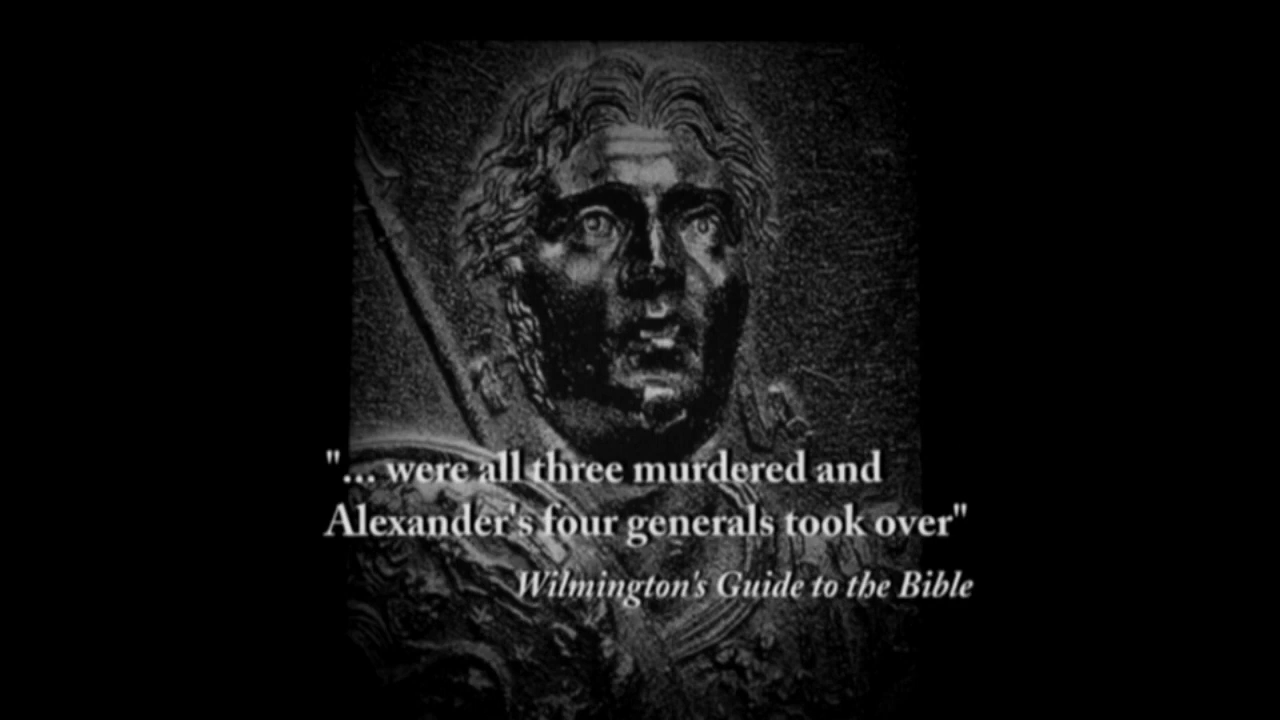 "... were all three murdered and
Alexander's four generals took over"
Wilmington's Guide to the Bible